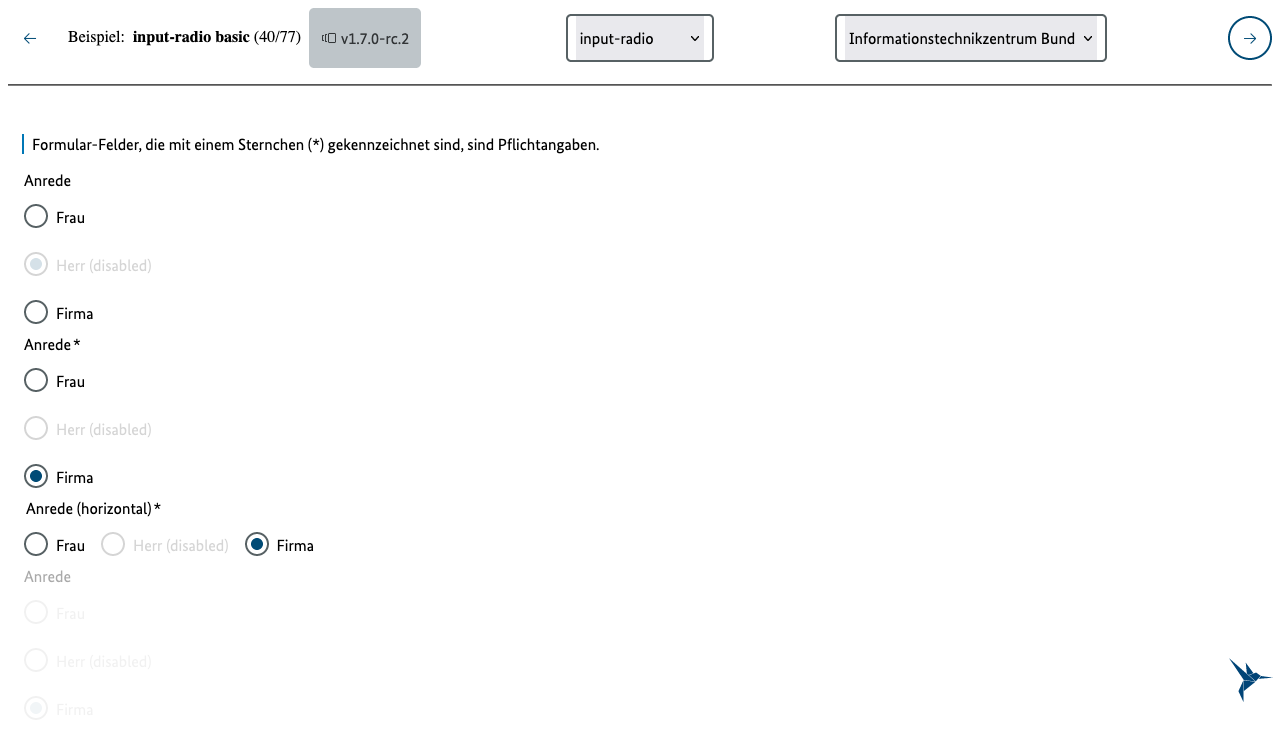 Beispiel: input-radio basic (40/77) v1.7.0-rc.2 input-radio Informationstechnikzentrum Bund
Formular-Felder, die mit einem Sternchen (*) gekennzeichnet sind, sind Pflichtangaben.
Anrede
Frau
Herr (disabled)
Firma
Anrede*
Frau
Herr (disabled)
Firma
Anrede (horizontal)*
Frau Herr (disabled) Firma
Anrede
Frau
Herr (disabled)
Firma